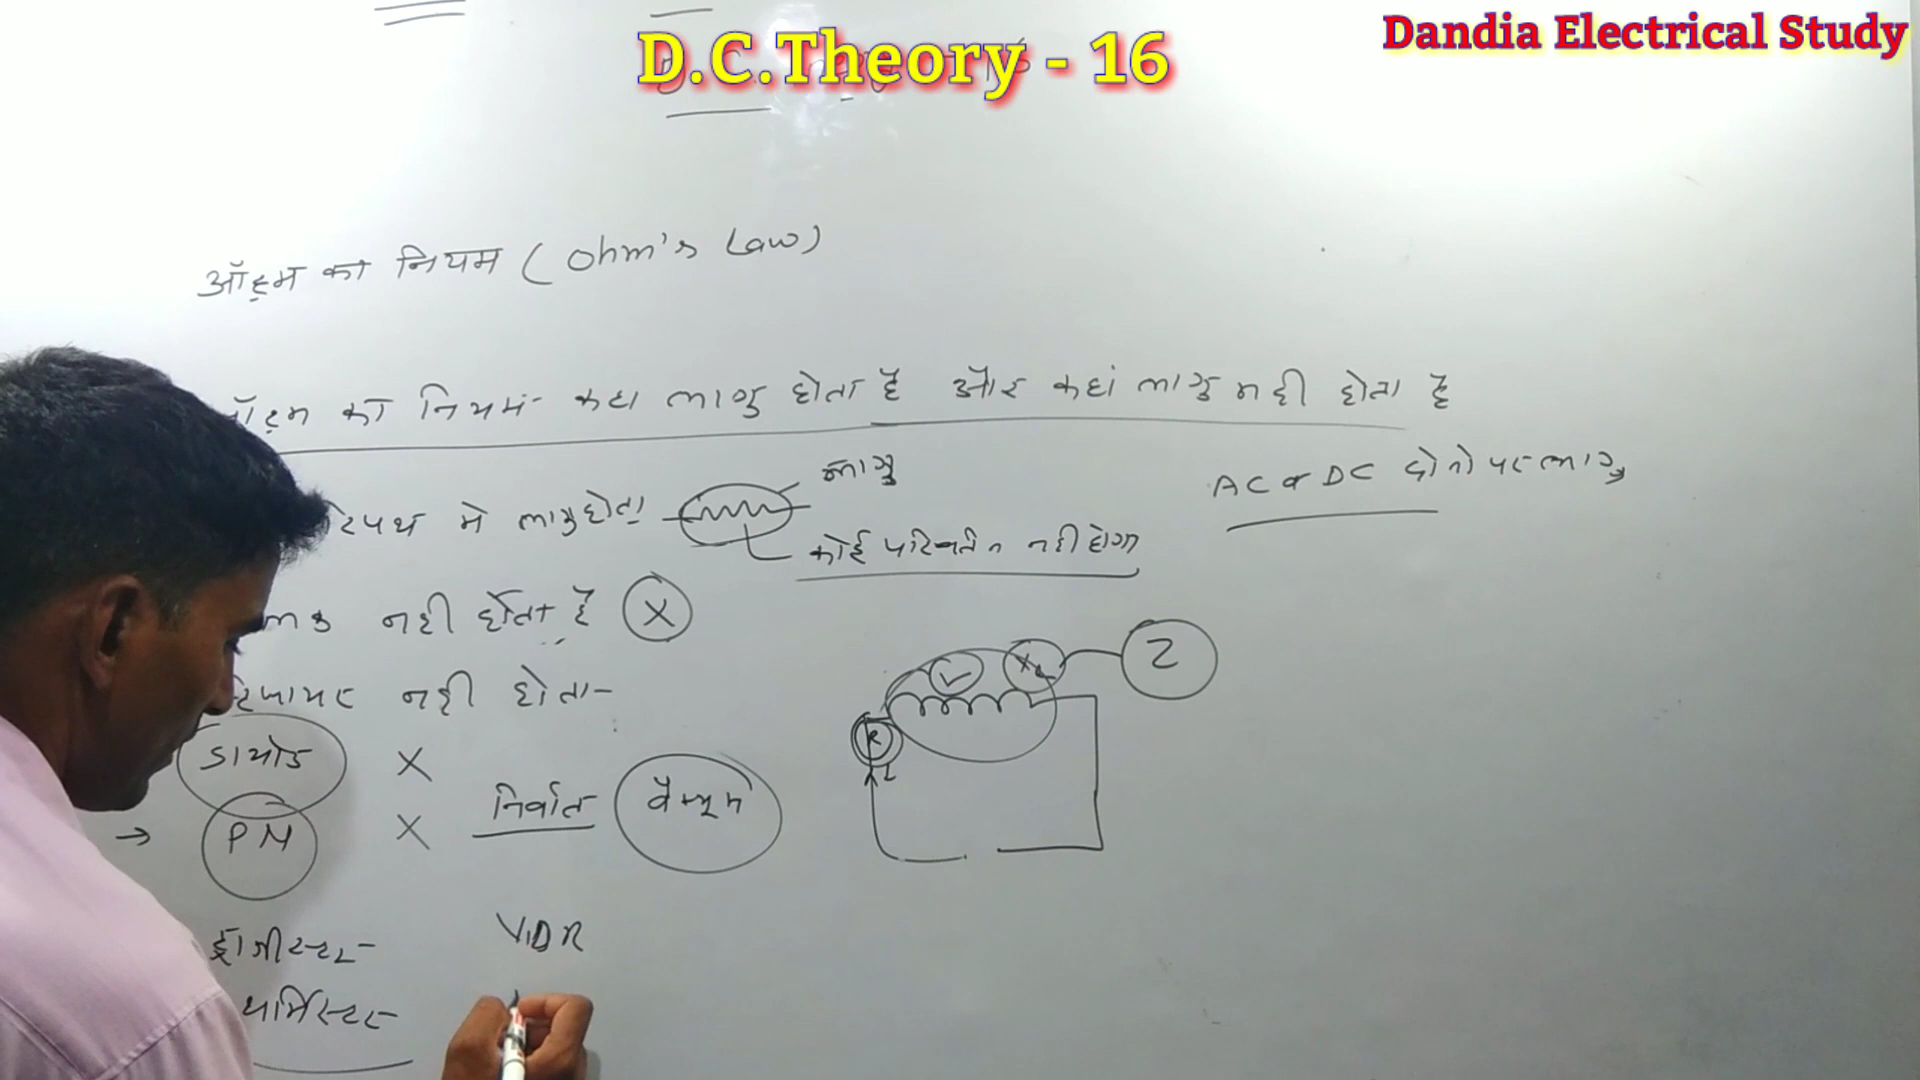 D.C.Theory - 16
Dandia Electrical Study
ऑह्म का नियम ( Ohm's Law )
का नियम - कहा लागु होता है और कहां लागु नही होता है
में लागु होता
लागु
कोई परिवर्तन नही होगा
AC व DC दोनो पर लागु
नही होता है X
नही होता -
डायोड X
→ PN X
निर्वात वैक्यूम
L XL Z
R
ट्रांजीस्टर
VDR
थर्मिस्टर